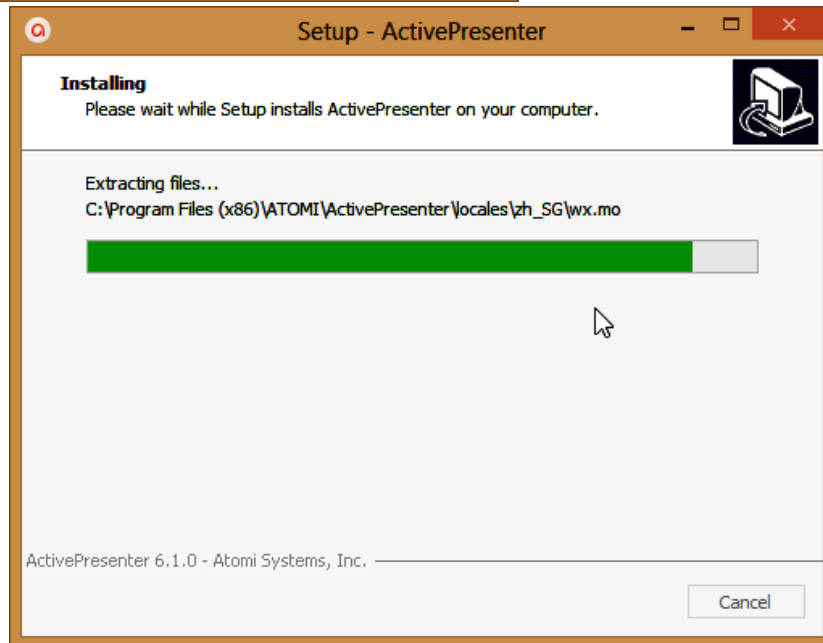 Setup - ActivePresenter
Installing
Please wait while Setup installs ActivePresenter on your computer.
Extracting files...
C:\Program Files (x86)\ATOMI\ActivePresenter\locales\zh_SG\wx.mo
ActivePresenter 6.1.0 - Atomi Systems, Inc.
Cancel